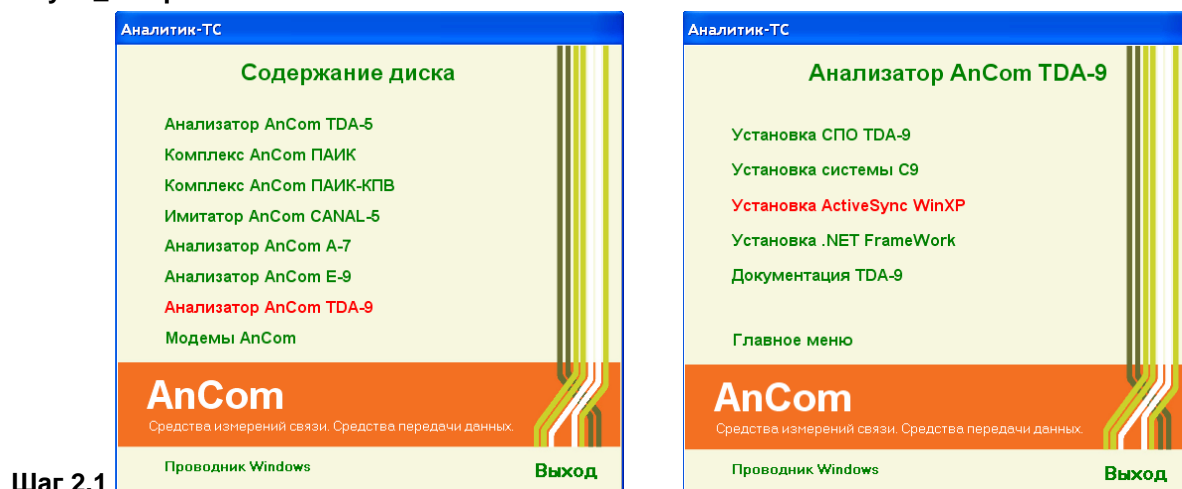 Аналитик-ТС
Содержание диска
Анализатор AnCom TDA-5
Комплекс AnCom ПАИК
Комплекс AnCom ПАИК-КПВ
Имитатор AnCom CANAL-5
Анализатор AnCom A-7
Анализатор AnCom E-9
Анализатор AnCom TDA-9
Модемы AnCom
AnCom
Средства измерений связи. Средства передачи данных.
Проводник Windows
Выход
Аналитик-ТС
Анализатор AnCom TDA-9
Установка СПО TDA-9
Установка системы C9
Установка ActiveSync WinXP
Установка .NET FrameWork
Документация TDA-9
Главное меню
AnCom
Средства измерений связи. Средства передачи данных.
Проводник Windows
Выход
Шаг 2.1